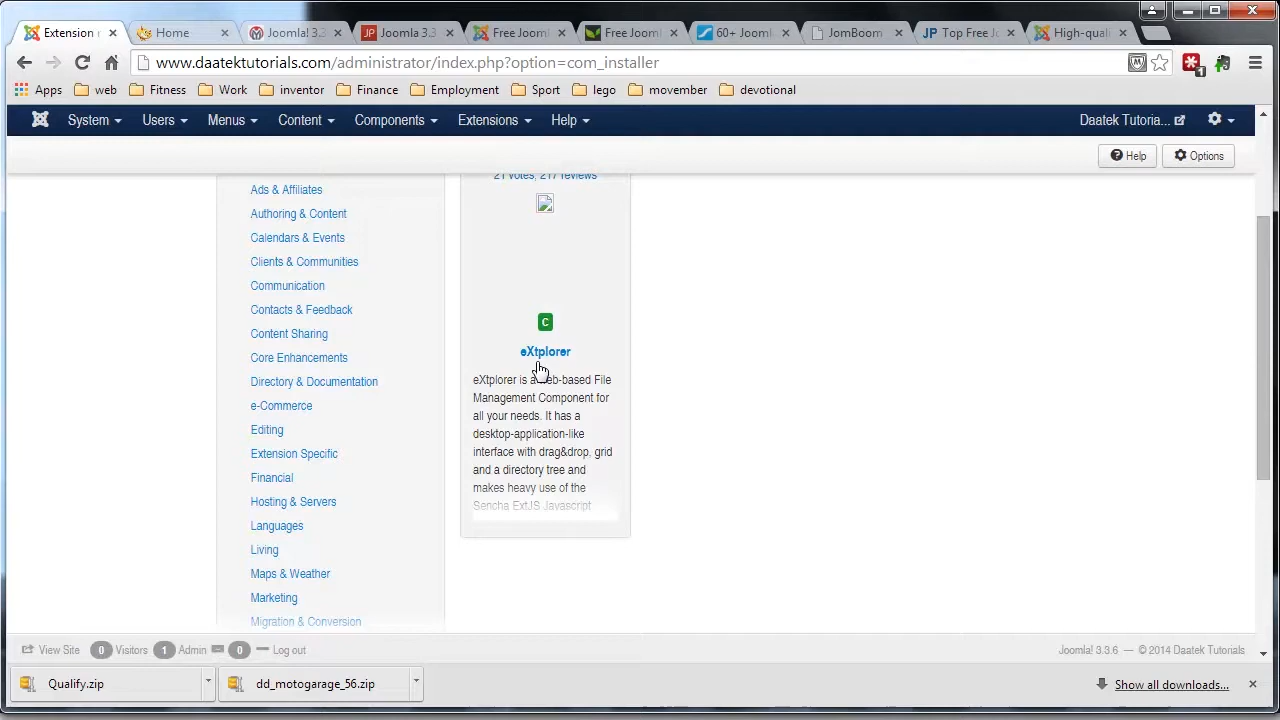 Extension
Home
Joomla! 3.2
Joomla 3.3
Free Jooml
Free Jooml
60+ Jooml
JomBoom
Top Free Jo
High-quali
www.daatektutorials.com/administrator/index.php?option=com_installer
Apps
web
Fitness
Work
inventor
Finance
Employment
Sport
lego
movember
devotional
System
Users
Menus
Content
Components
Extensions
Help
Daatek Tutoria...
Help
Options
21 votes, 217 reviews
Ads & Affiliates
Authoring & Content
Calendars & Events
Clients & Communities
Communication
Contacts & Feedback
Content Sharing
Core Enhancements
Directory & Documentation
e-Commerce
Editing
Extension Specific
Financial
Hosting & Servers
Languages
Living
Maps & Weather
Marketing
Migration & Conversion
C
eXtplorer
eXtplorer is a web-based File
Management Component for
all your needs. It has a
desktop-application-like
interface with drag&drop, grid
and a directory tree and
makes heavy use of the
Sencha ExtJS Javascript
View Site
0 Visitors
1 Admin
0
Log out
Joomla! 3.3.6 — © 2014 Daatek Tutorials
Qualify.zip
dd_motogarage_56.zip
Show all downloads...